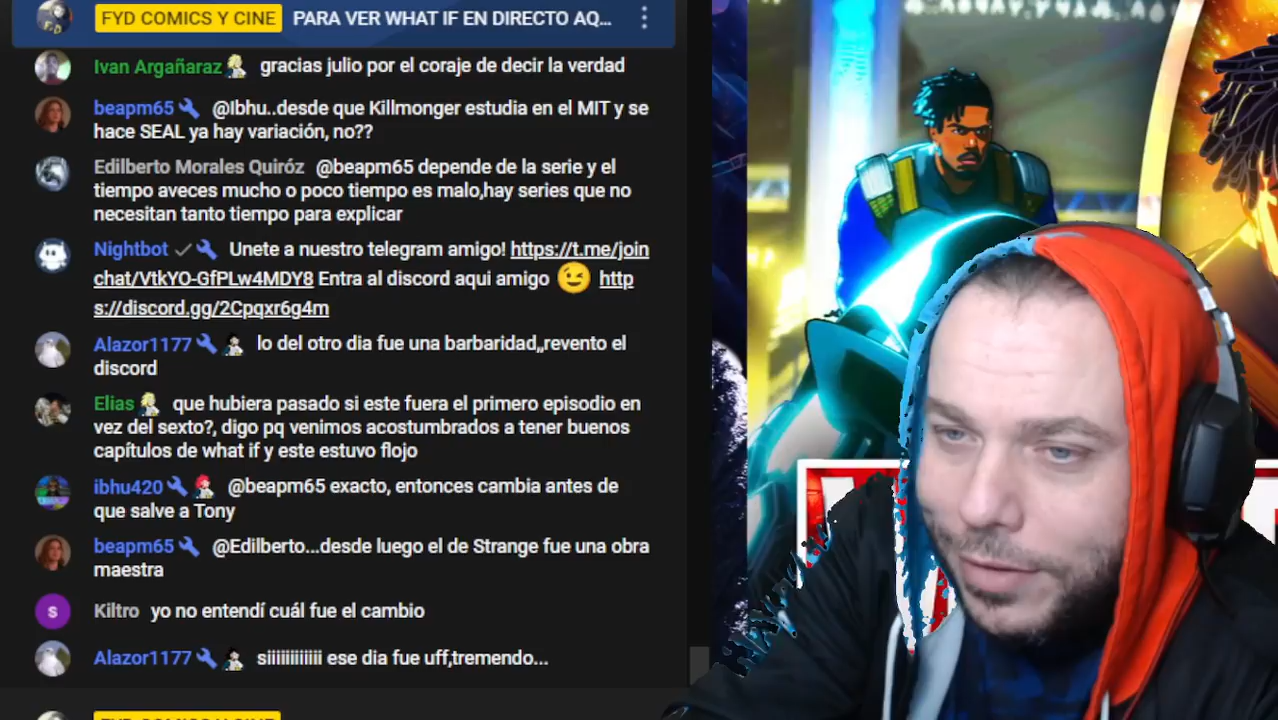 FYD COMICS Y CINE PARA VER WHAT IF EN DIRECTO AQ...
Ivan Argañaraz gracias julio por el coraje de decir la verdad
beapm65 @Ibhu..desde que Killmonger estudia en el MIT y se
hace SEAL ya hay variación, no??
Edilberto Morales Quiróz @beapm65 depende de la serie y el
tiempo aveces mucho o poco tiempo es malo,hay series que no
necesitan tanto tiempo para explicar
Nightbot Unete a nuestro telegram amigo! https://t.me/join
chat/VtkYO-GfPLw4MDY8 Entra al discord aqui amigo 😉 http
s://discord.gg/2Cpqxr6g4m
Alazor1177 lo del otro dia fue una barbaridad,,revento el
discord
Elias que hubiera pasado si este fuera el primero episodio en
vez del sexto?, digo pq venimos acostumbrados a tener buenos
capítulos de what if y este estuvo flojo
ibhu420 @beapm65 exacto, entonces cambia antes de
que salve a Tony
beapm65 @Edilberto...desde luego el de Strange fue una obra
maestra
S Kiltro yo no entendí cuál fue el cambio
Alazor1177 siiiiiiiiiiii ese dia fue uff,tremendo...
FYD COMICS Y CINE